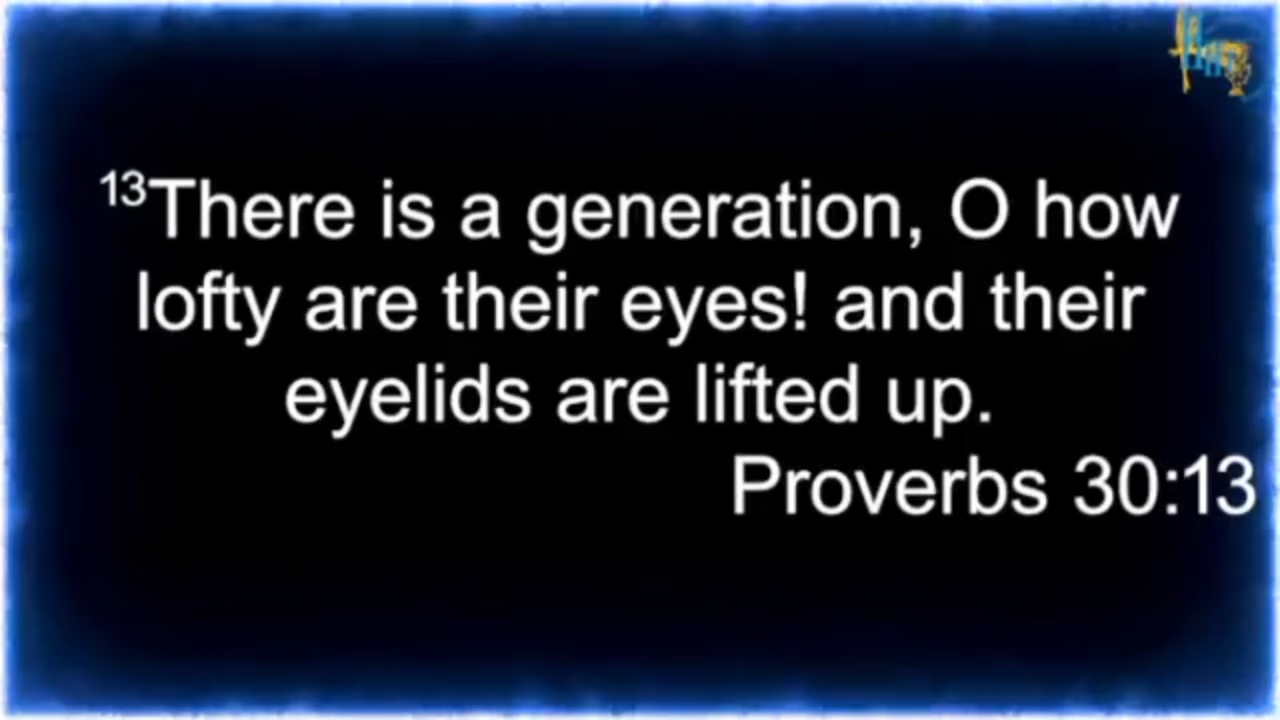 ¹³There is a generation, O how
lofty are their eyes! and their
eyelids are lifted up.
Proverbs 30:13